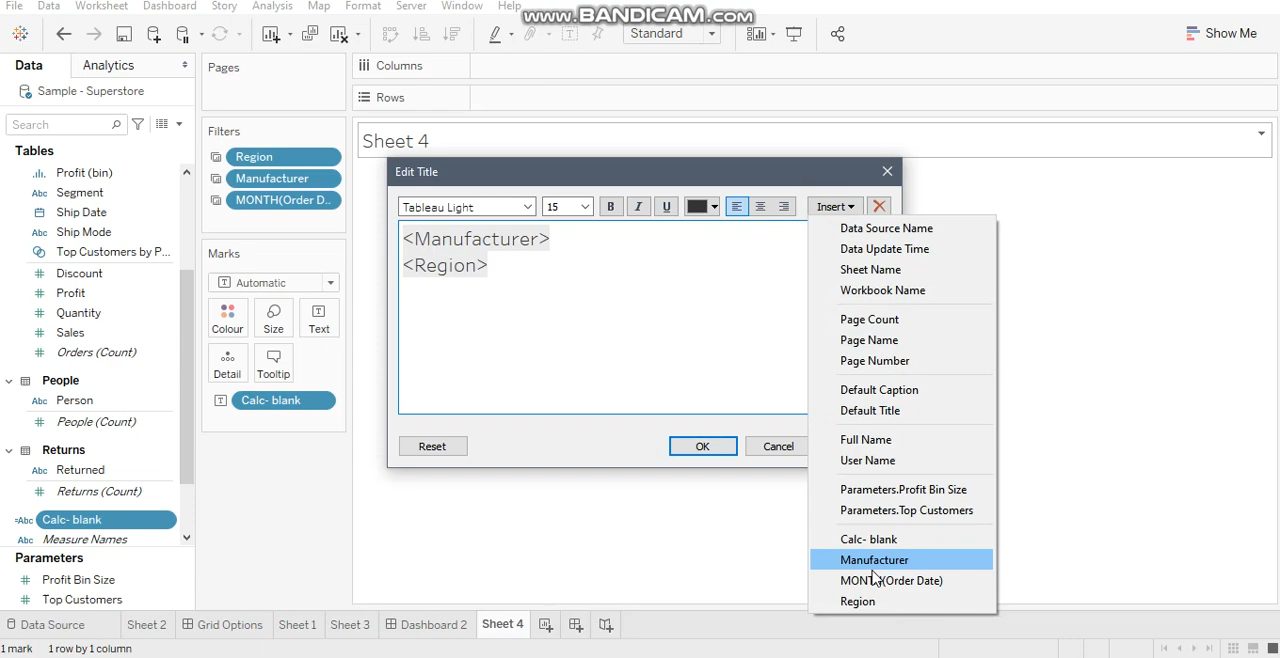 File Data Worksheet Dashboard Story Analysis Map Format Server Window Help
www.BANDICAM.com
Standard
Show Me
Data Analytics
Sample - Superstore
Search
Tables
Profit (bin)
Segment
Ship Date
Ship Mode
Top Customers by P...
Discount
Profit
Quantity
Sales
Orders (Count)
People
Person
People (Count)
Returns
Returned
Returns (Count)
Calc- blank
Measure Names
Parameters
Profit Bin Size
Top Customers
Abc
Abc
Abc
Abc
=Abc
Abc
Pages
Filters
Region
Manufacturer
MONTH(Order D..
Marks
Automatic
Colour Size Text
Detail Tooltip
Calc- blank
Columns
Rows
Sheet 4
Edit Title
Tableau Light 15 B I U Insert
<Manufacturer>
<Region>
Reset OK Cancel
Data Source Name
Data Update Time
Sheet Name
Workbook Name
Page Count
Page Name
Page Number
Default Caption
Default Title
Full Name
User Name
Parameters.Profit Bin Size
Parameters.Top Customers
Calc- blank
Manufacturer
MONTH(Order Date)
Region
Data Source Sheet 2 Grid Options Sheet 1 Sheet 3 Dashboard 2 Sheet 4
1 mark 1 row by 1 column